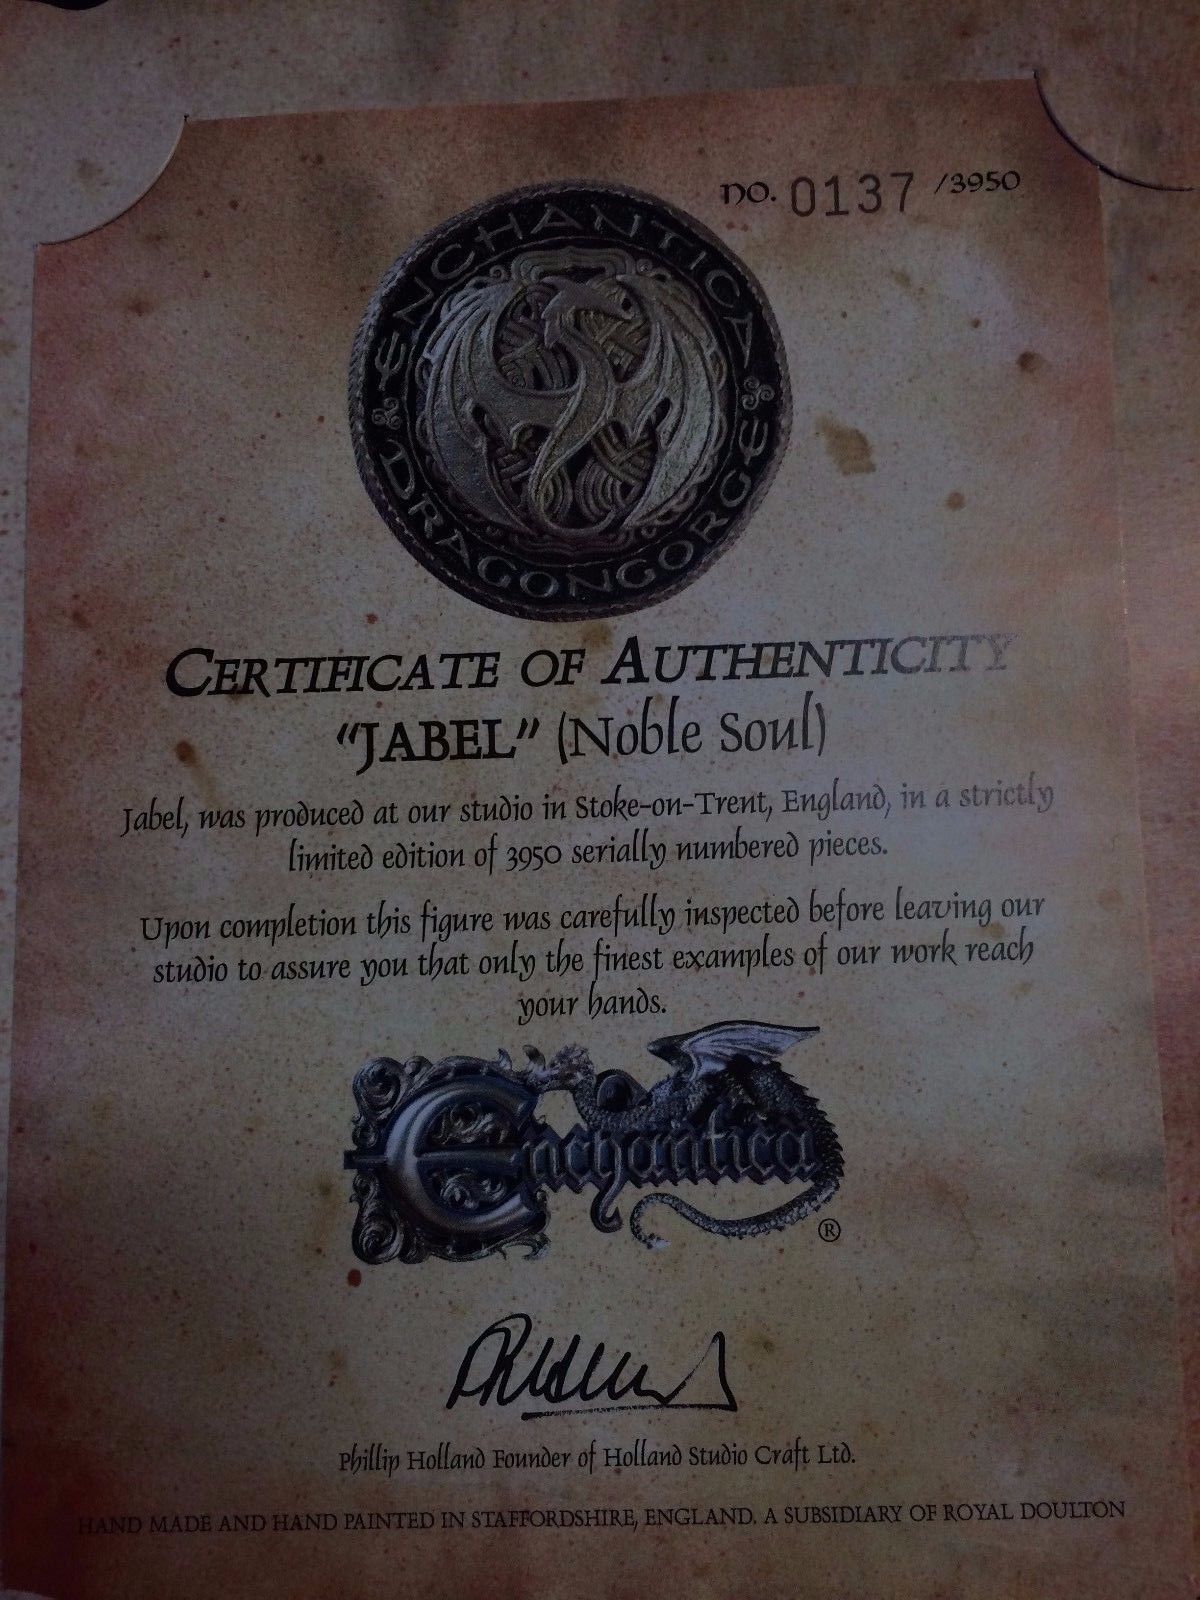 no. 0137 /3950
ENCHANTICA
DRAGONGORGE
CERTIFICATE OF AUTHENTICITY
"JABEL" (Noble Soul)
Jabel, was produced at our studio in Stoke-on-Trent, England, in a strictly
limited edition of 3950 serially numbered pieces.
Upon completion this figure was carefully inspected before leaving our
studio to assure you that only the finest examples of our work reach
your hands.
Enchantica
®
Phillip Holland Founder of Holland Studio Craft Ltd.
HAND MADE AND HAND PAINTED IN STAFFORDSHIRE, ENGLAND. A SUBSIDIARY OF ROYAL DOULTON